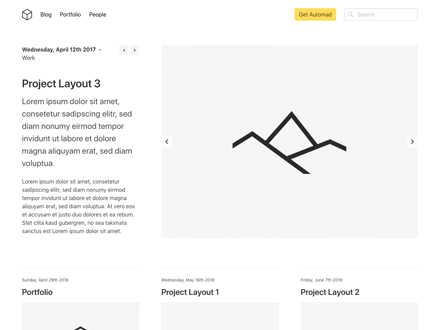 Blog Portfolio People Get Automad Search
Wednesday, April 12th 2017 —
Work
Project Layout 3
Lorem ipsum dolor sit amet,
consetetur sadipscing elitr, sed
diam nonumy eirmod tempor
invidunt ut labore et dolore
magna aliquyam erat, sed diam
voluptua.
Lorem ipsum dolor sit amet, consetetur
sadipscing elitr, sed diam nonumy eirmod
tempor invidunt ut labore et dolore magna
aliquyam erat, sed diam voluptua. At vero eos
et accusam et justo duo dolores et ea rebum.
Stet clita kasd gubergren, no sea takimata
sanctus est Lorem ipsum dolor sit amet.
Sunday, April 29th 2018
Portfolio
Wednesday, May 16th 2018
Project Layout 1
Friday, June 7th 2018
Project Layout 2